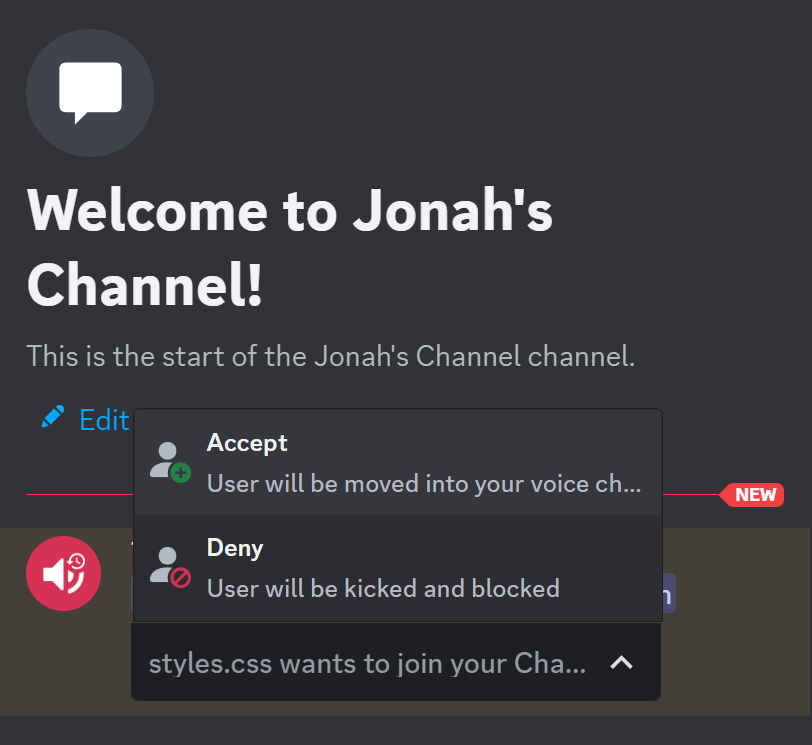 Welcome to Jonah's
Channel!
This is the start of the Jonah's Channel channel.
Edit
Accept
User will be moved into your voice ch...
NEW
Deny
User will be kicked and blocked
styles.css wants to join your Cha...